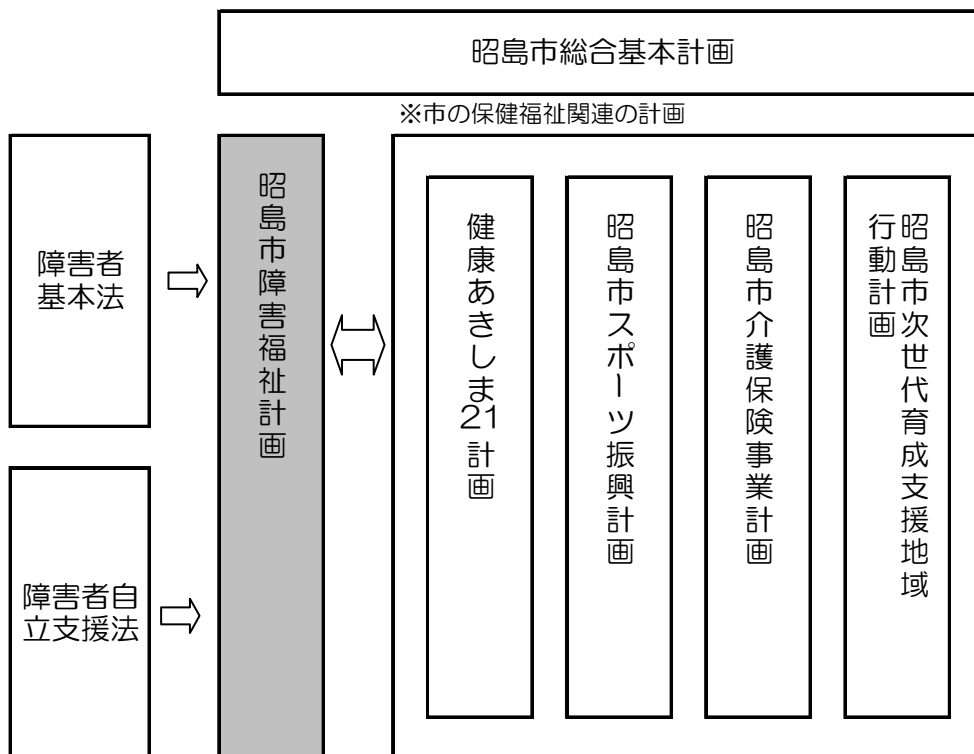 昭島市総合基本計画
※市の保健福祉関連の計画
障害者
基本法
障害者自
立支援法
昭島市障害福祉計画
健康あきしま21計画
昭島市スポーツ振興計画
昭島市介護保険事業計画
昭島市次世代育成支援地域
行動計画